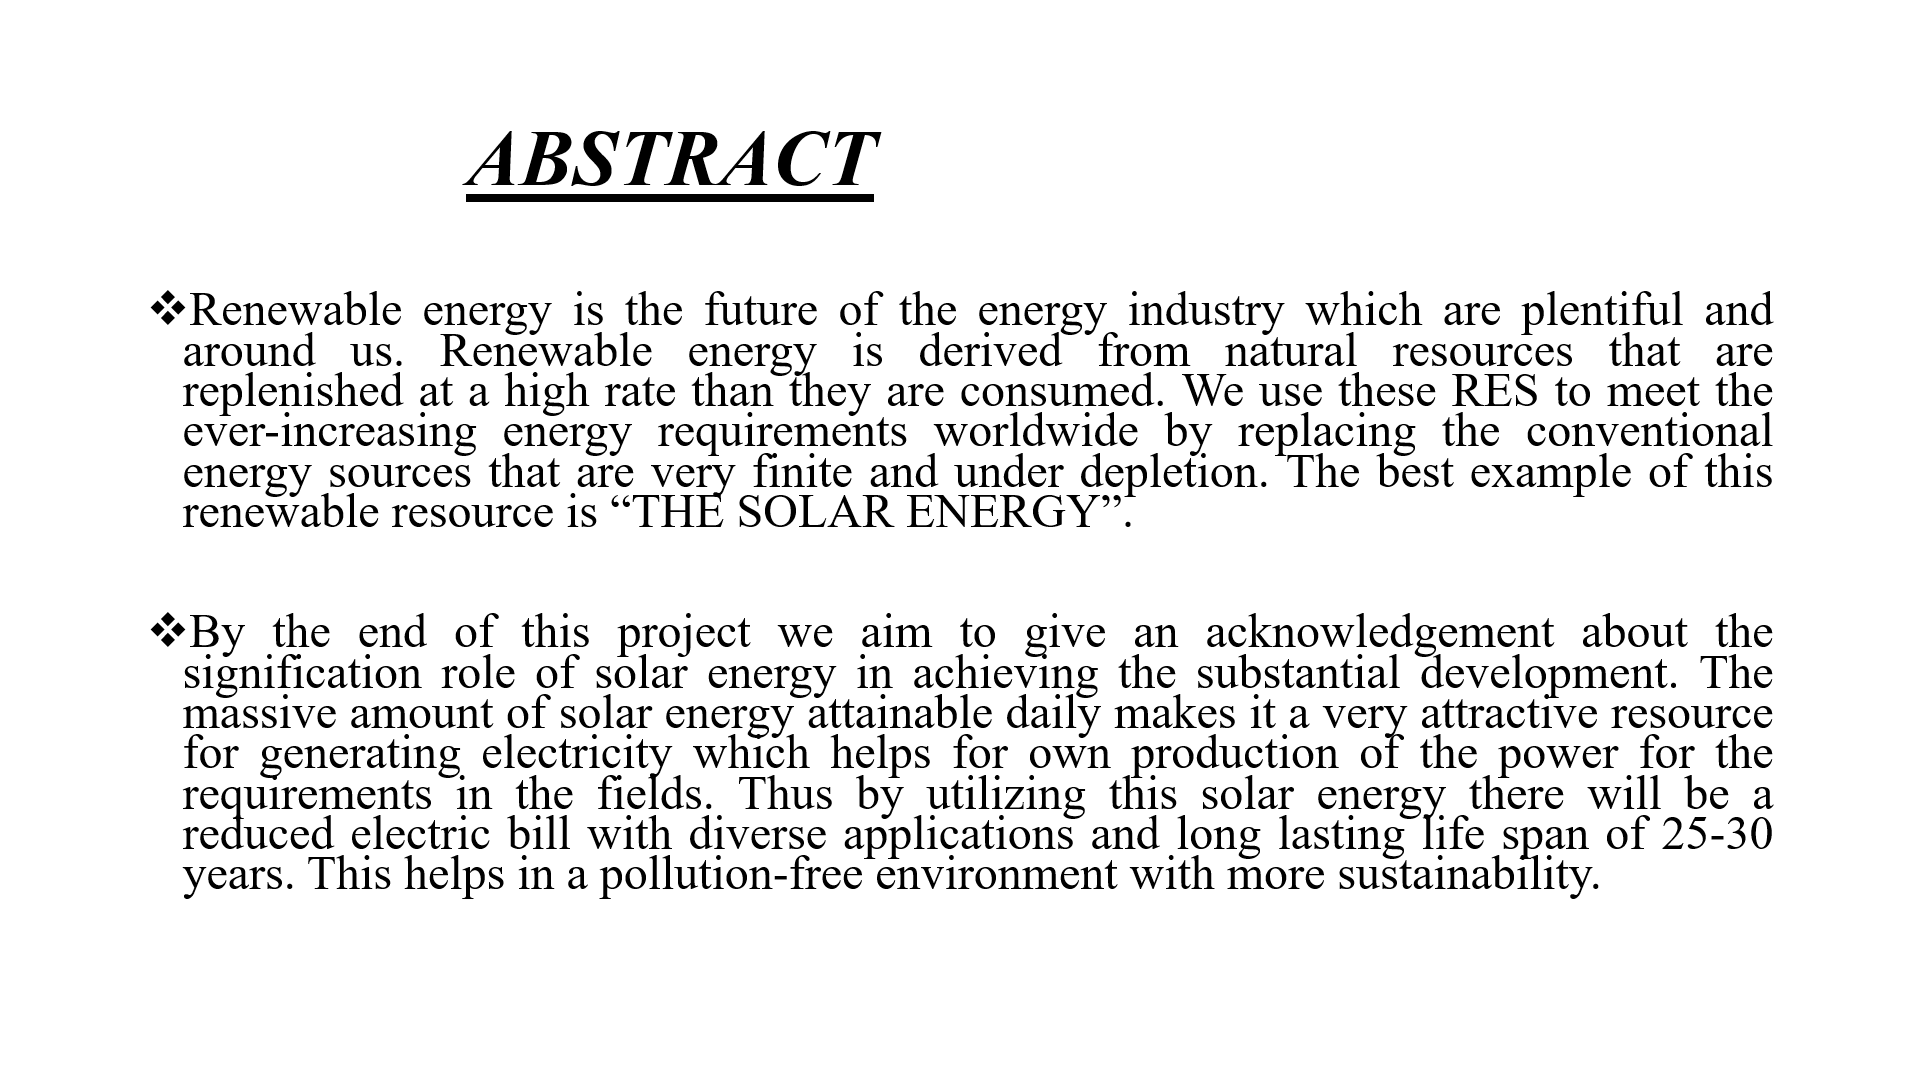 ABSTRACT
❖Renewable energy is the future of the energy industry which are plentiful and
around us. Renewable energy is derived from natural resources that are
replenished at a high rate than they are consumed. We use these RES to meet the
ever-increasing energy requirements worldwide by replacing the conventional
energy sources that are very finite and under depletion. The best example of this
renewable resource is “THE SOLAR ENERGY”.
❖By the end of this project we aim to give an acknowledgement about the
signification role of solar energy in achieving the substantial development. The
massive amount of solar energy attainable daily makes it a very attractive resource
for generating electricity which helps for own production of the power for the
requirements in the fields. Thus by utilizing this solar energy there will be a
reduced electric bill with diverse applications and long lasting life span of 25-30
years. This helps in a pollution-free environment with more sustainability.